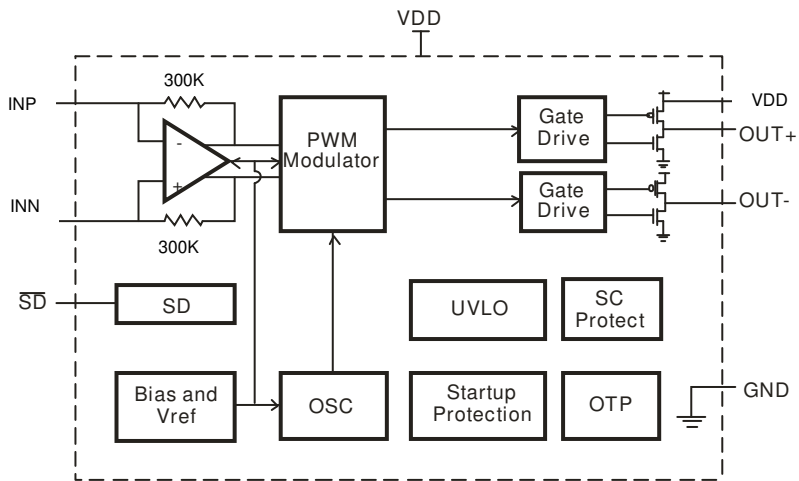 VDD
300K
INP
-
+
INN
300K
PWM
Modulator
Gate
Drive
VDD
OUT+
Gate
Drive
OUT-
SD
SD
UVLO
SC
Protect
Bias and
Vref
OSC
Startup
Protection
OTP
GND